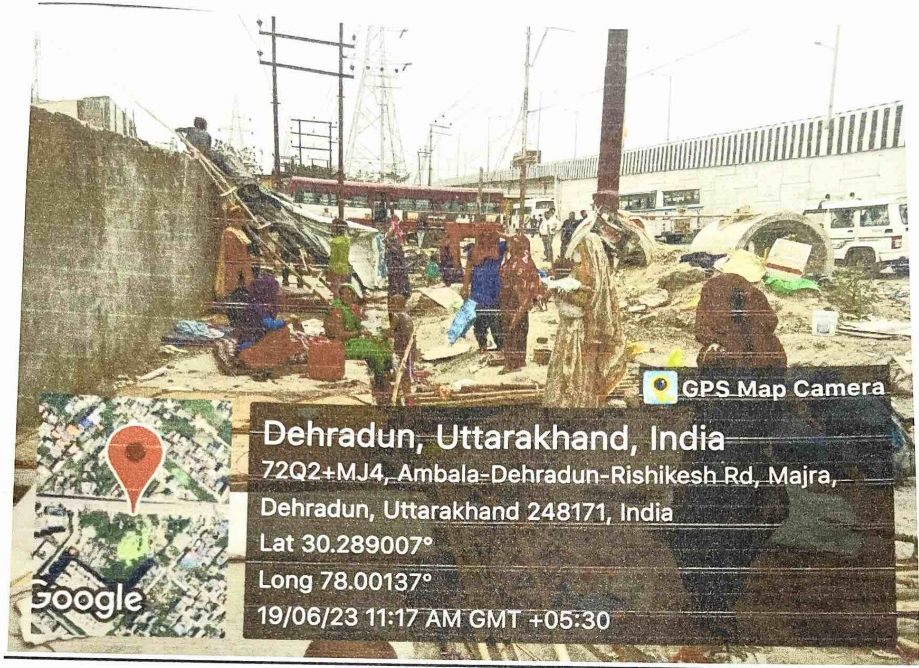 GPS Map Camera
Dehradun, Uttarakhand, India
72Q2+MJ4, Ambala-Dehradun-Rishikesh Rd, Majra,
Dehradun, Uttarakhand 248171, India
Lat 30.289007°
Long 78.00137°
19/06/23 11:17 AM GMT +05:30
Google